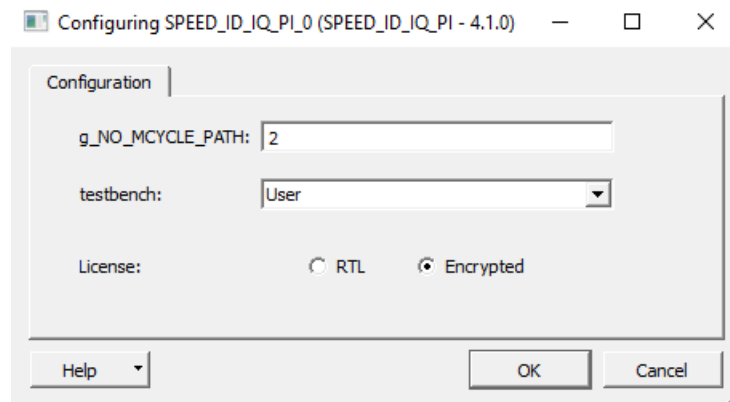 Configuring SPEED_ID_IQ_PI_0 (SPEED_ID_IQ_PI - 4.1.0)
Configuration
g_NO_MCYCLE_PATH: 2
testbench: User
License: RTL Encrypted
Help OK Cancel